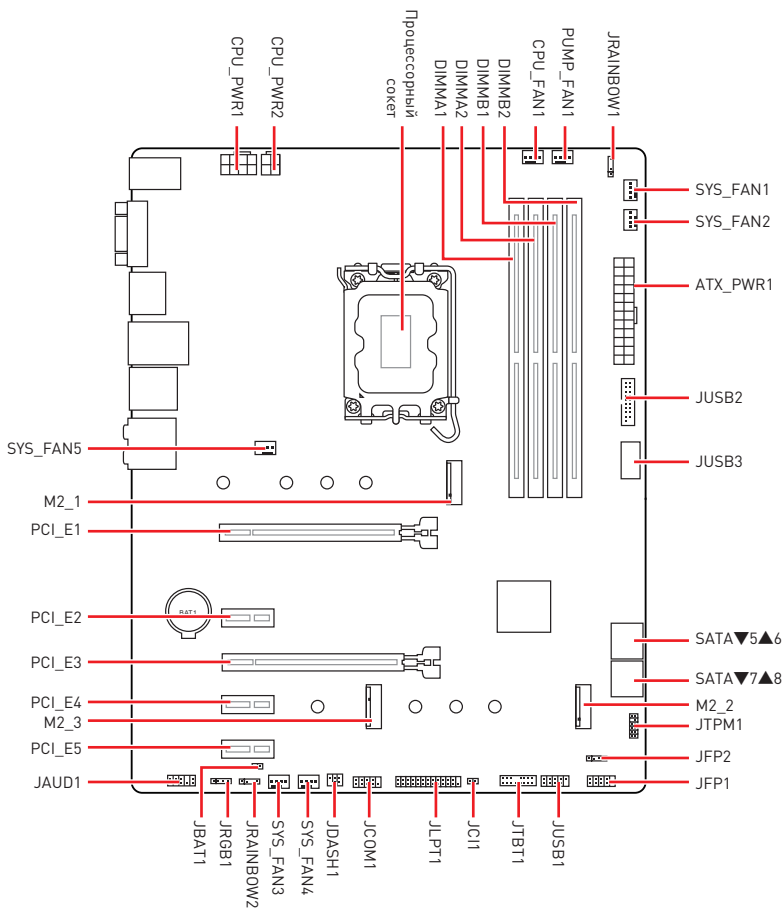 CPU_PWR1
CPU_PWR2
Процессорный
сокет
DIMMA1
DIMMA2
DIMMB1
DIMMB2
CPU_FAN1
PUMP_FAN1
JRAINBOW1
SYS_FAN1
SYS_FAN2
ATX_PWR1
JUSB2
JUSB3
SYS_FAN5
M2_1
PCI_E1
BAT1
PCI_E2
PCI_E3
PCI_E4
M2_3
PCI_E5
JAUD1
SATA▼5▲6
SATA▼7▲8
M2_2
JTPM1
JFP2
JFP1
JBAT1
JRGB1
JRAINBOW2
SYS_FAN3
SYS_FAN4
JDASH1
JCOM1
JLPT1
JCI1
JTBT1
JUSB1